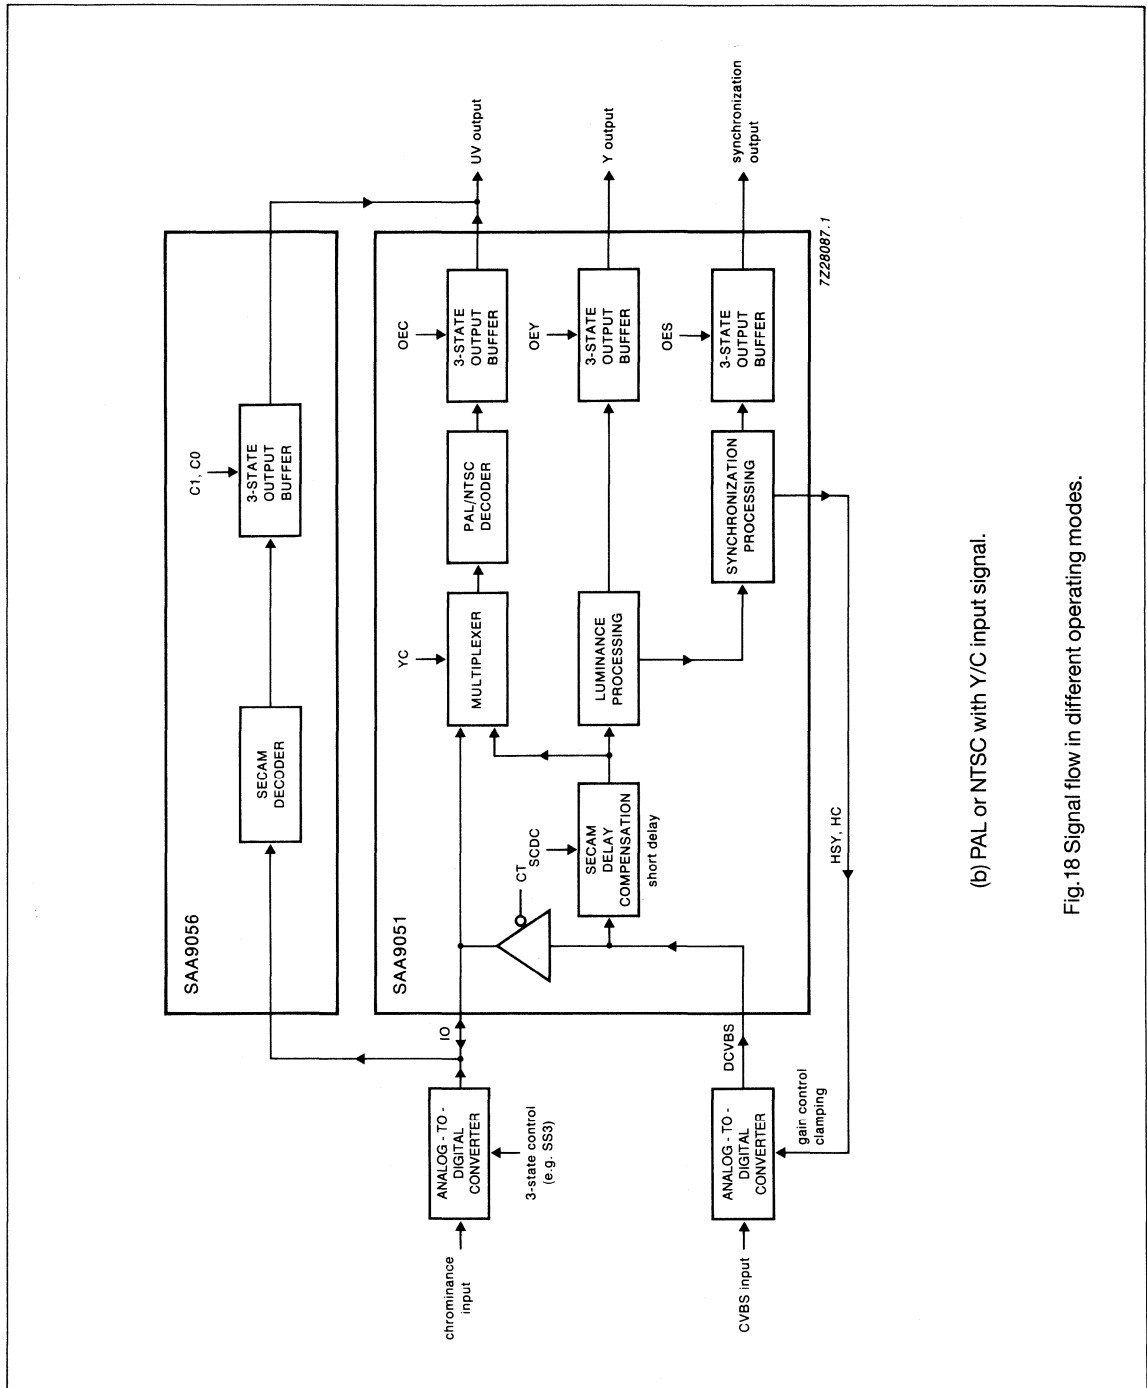 SAA9056
SECAM
DECODER
C1, C0
3-STATE
OUTPUT
BUFFER
SAA9051
chrominance
input
ANALOG - TO -
DIGITAL
CONVERTER
3-state control
(e.g. SS3)
IO
CT
YC
MULTIPLEXER
PAL/NTSC
DECODER
OEC
3-STATE
OUTPUT
BUFFER
UV output
SCDC
SECAM
DELAY
COMPENSATION
short delay
LUMINANCE
PROCESSING
OEY
3-STATE
OUTPUT
BUFFER
Y output
CVBS input
ANALOG - TO -
DIGITAL
CONVERTER
DCVBS
gain control
clamping
SYNCHRONIZATION
PROCESSING
OES
3-STATE
OUTPUT
BUFFER
synchronization
output
HSY, HC
7Z28087.1
(b) PAL or NTSC with Y/C input signal.
Fig.18 Signal flow in different operating modes.